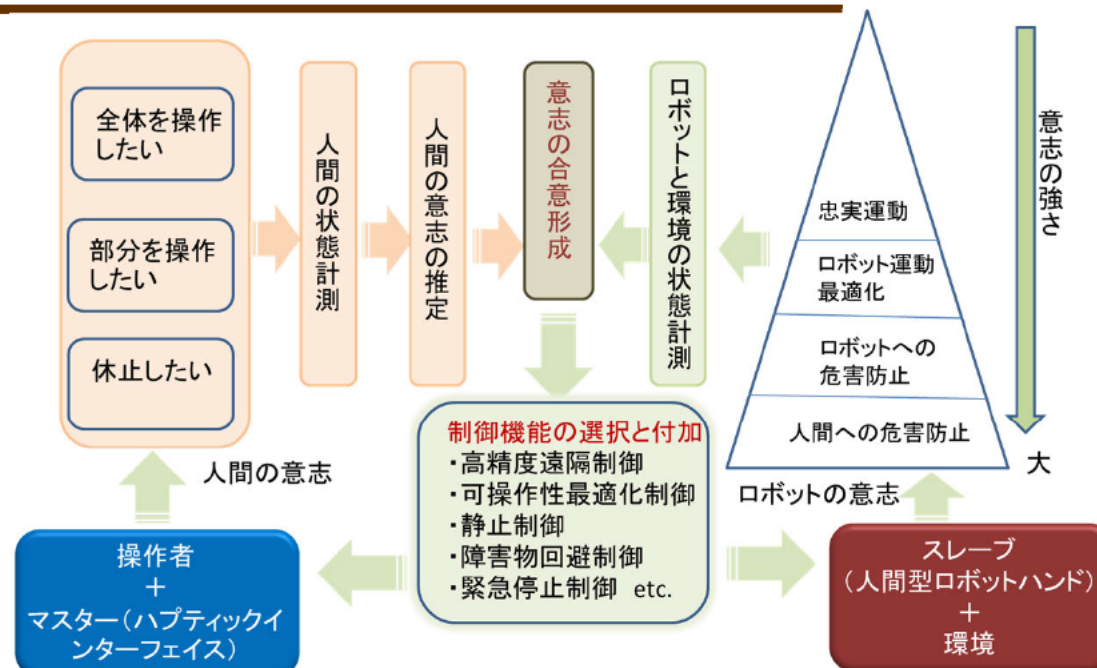 全体を操作
したい
部分を操作
したい
休止したい
人間の状態計測
人間の意志の推定
意志の合意形成
ロボットと環境の状態計測
忠実運動
ロボット運動
最適化
ロボットへの
危害防止
人間への危害防止
意志の強さ
大
人間の意志
ロボットの意志
制御機能の選択と付加
・高精度遠隔制御
・可操作性最適化制御
・静止制御
・障害物回避制御
・緊急停止制御 etc.
操作者
＋
マスター(ハプティックイ
ンターフェイス)
スレーブ
(人間型ロボットハンド)
＋
環境